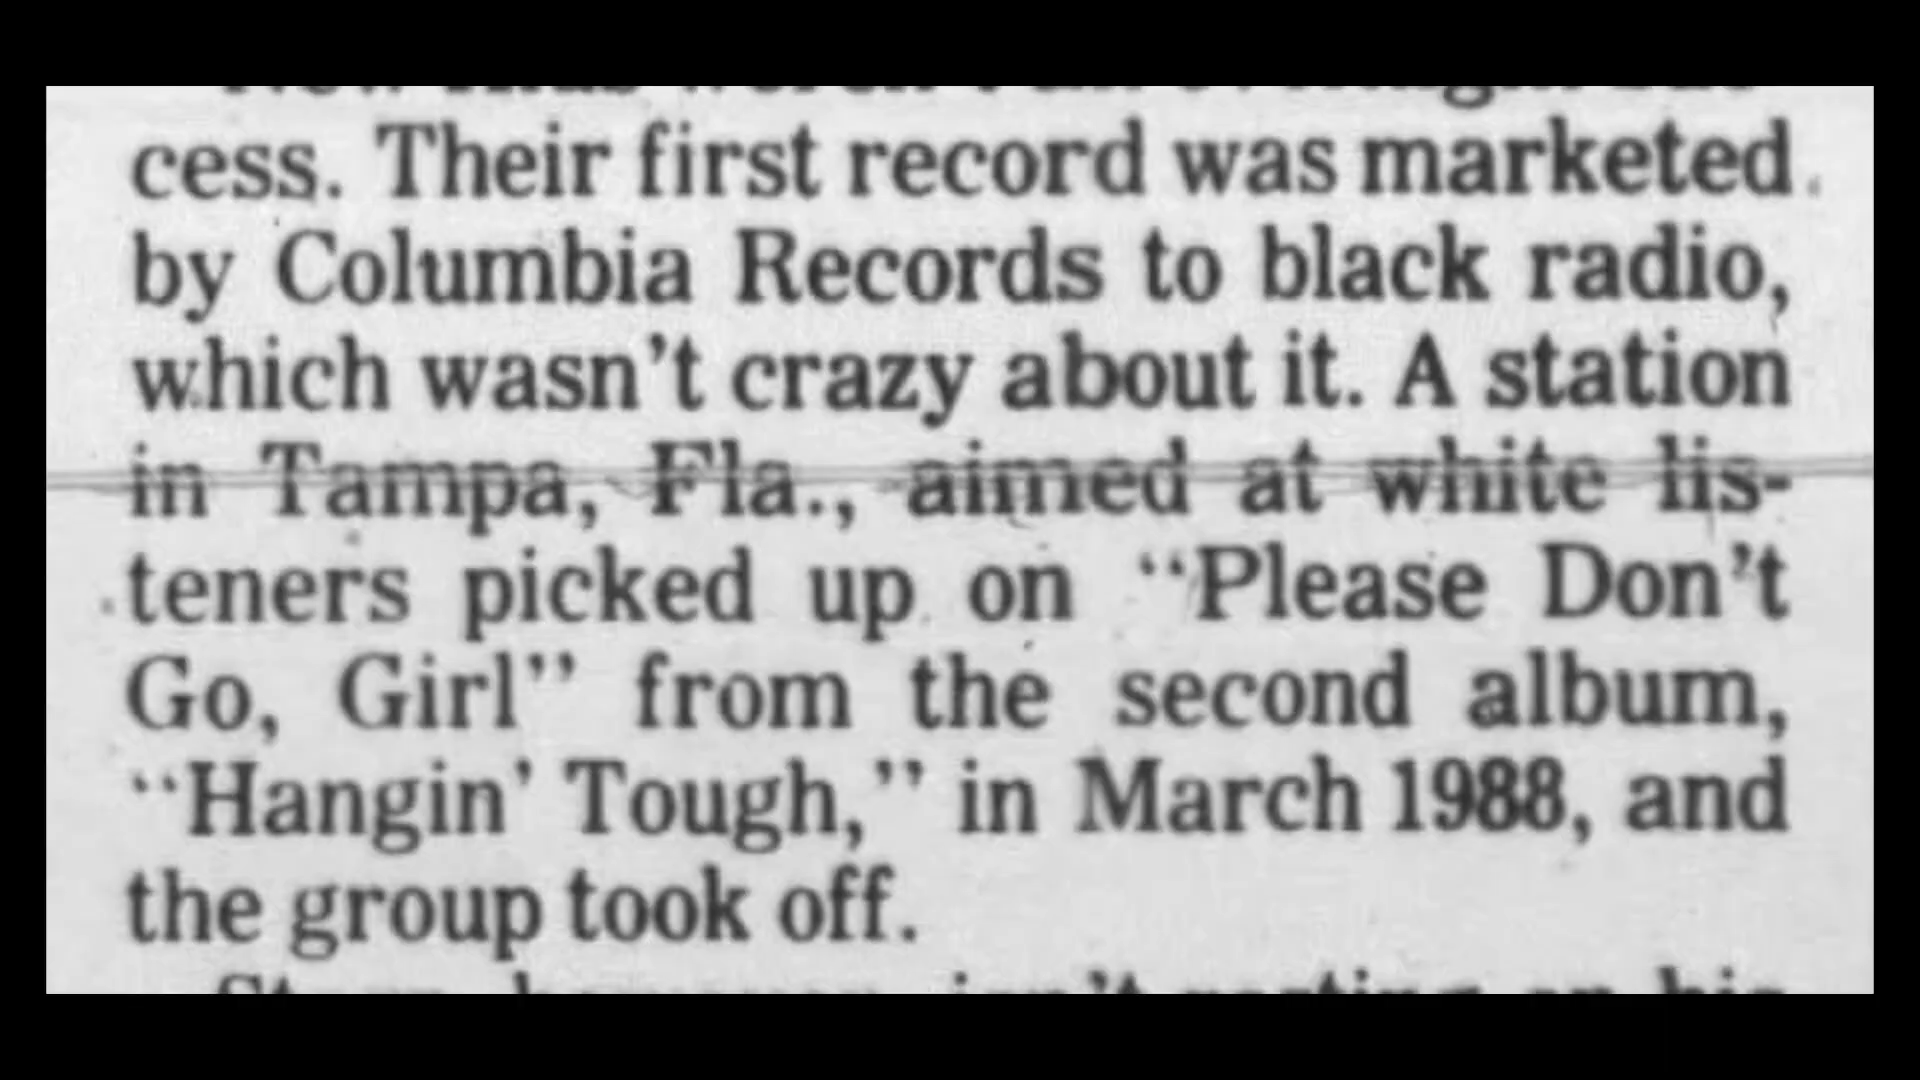 cess. Their first record was marketed
by Columbia Records to black radio,
which wasn't crazy about it. A station
in Tampa, Fla., aimed at white lis-
teners picked up on “Please Don't
Go, Girl” from the second album,
“Hangin' Tough,” in March 1988, and
the group took off.